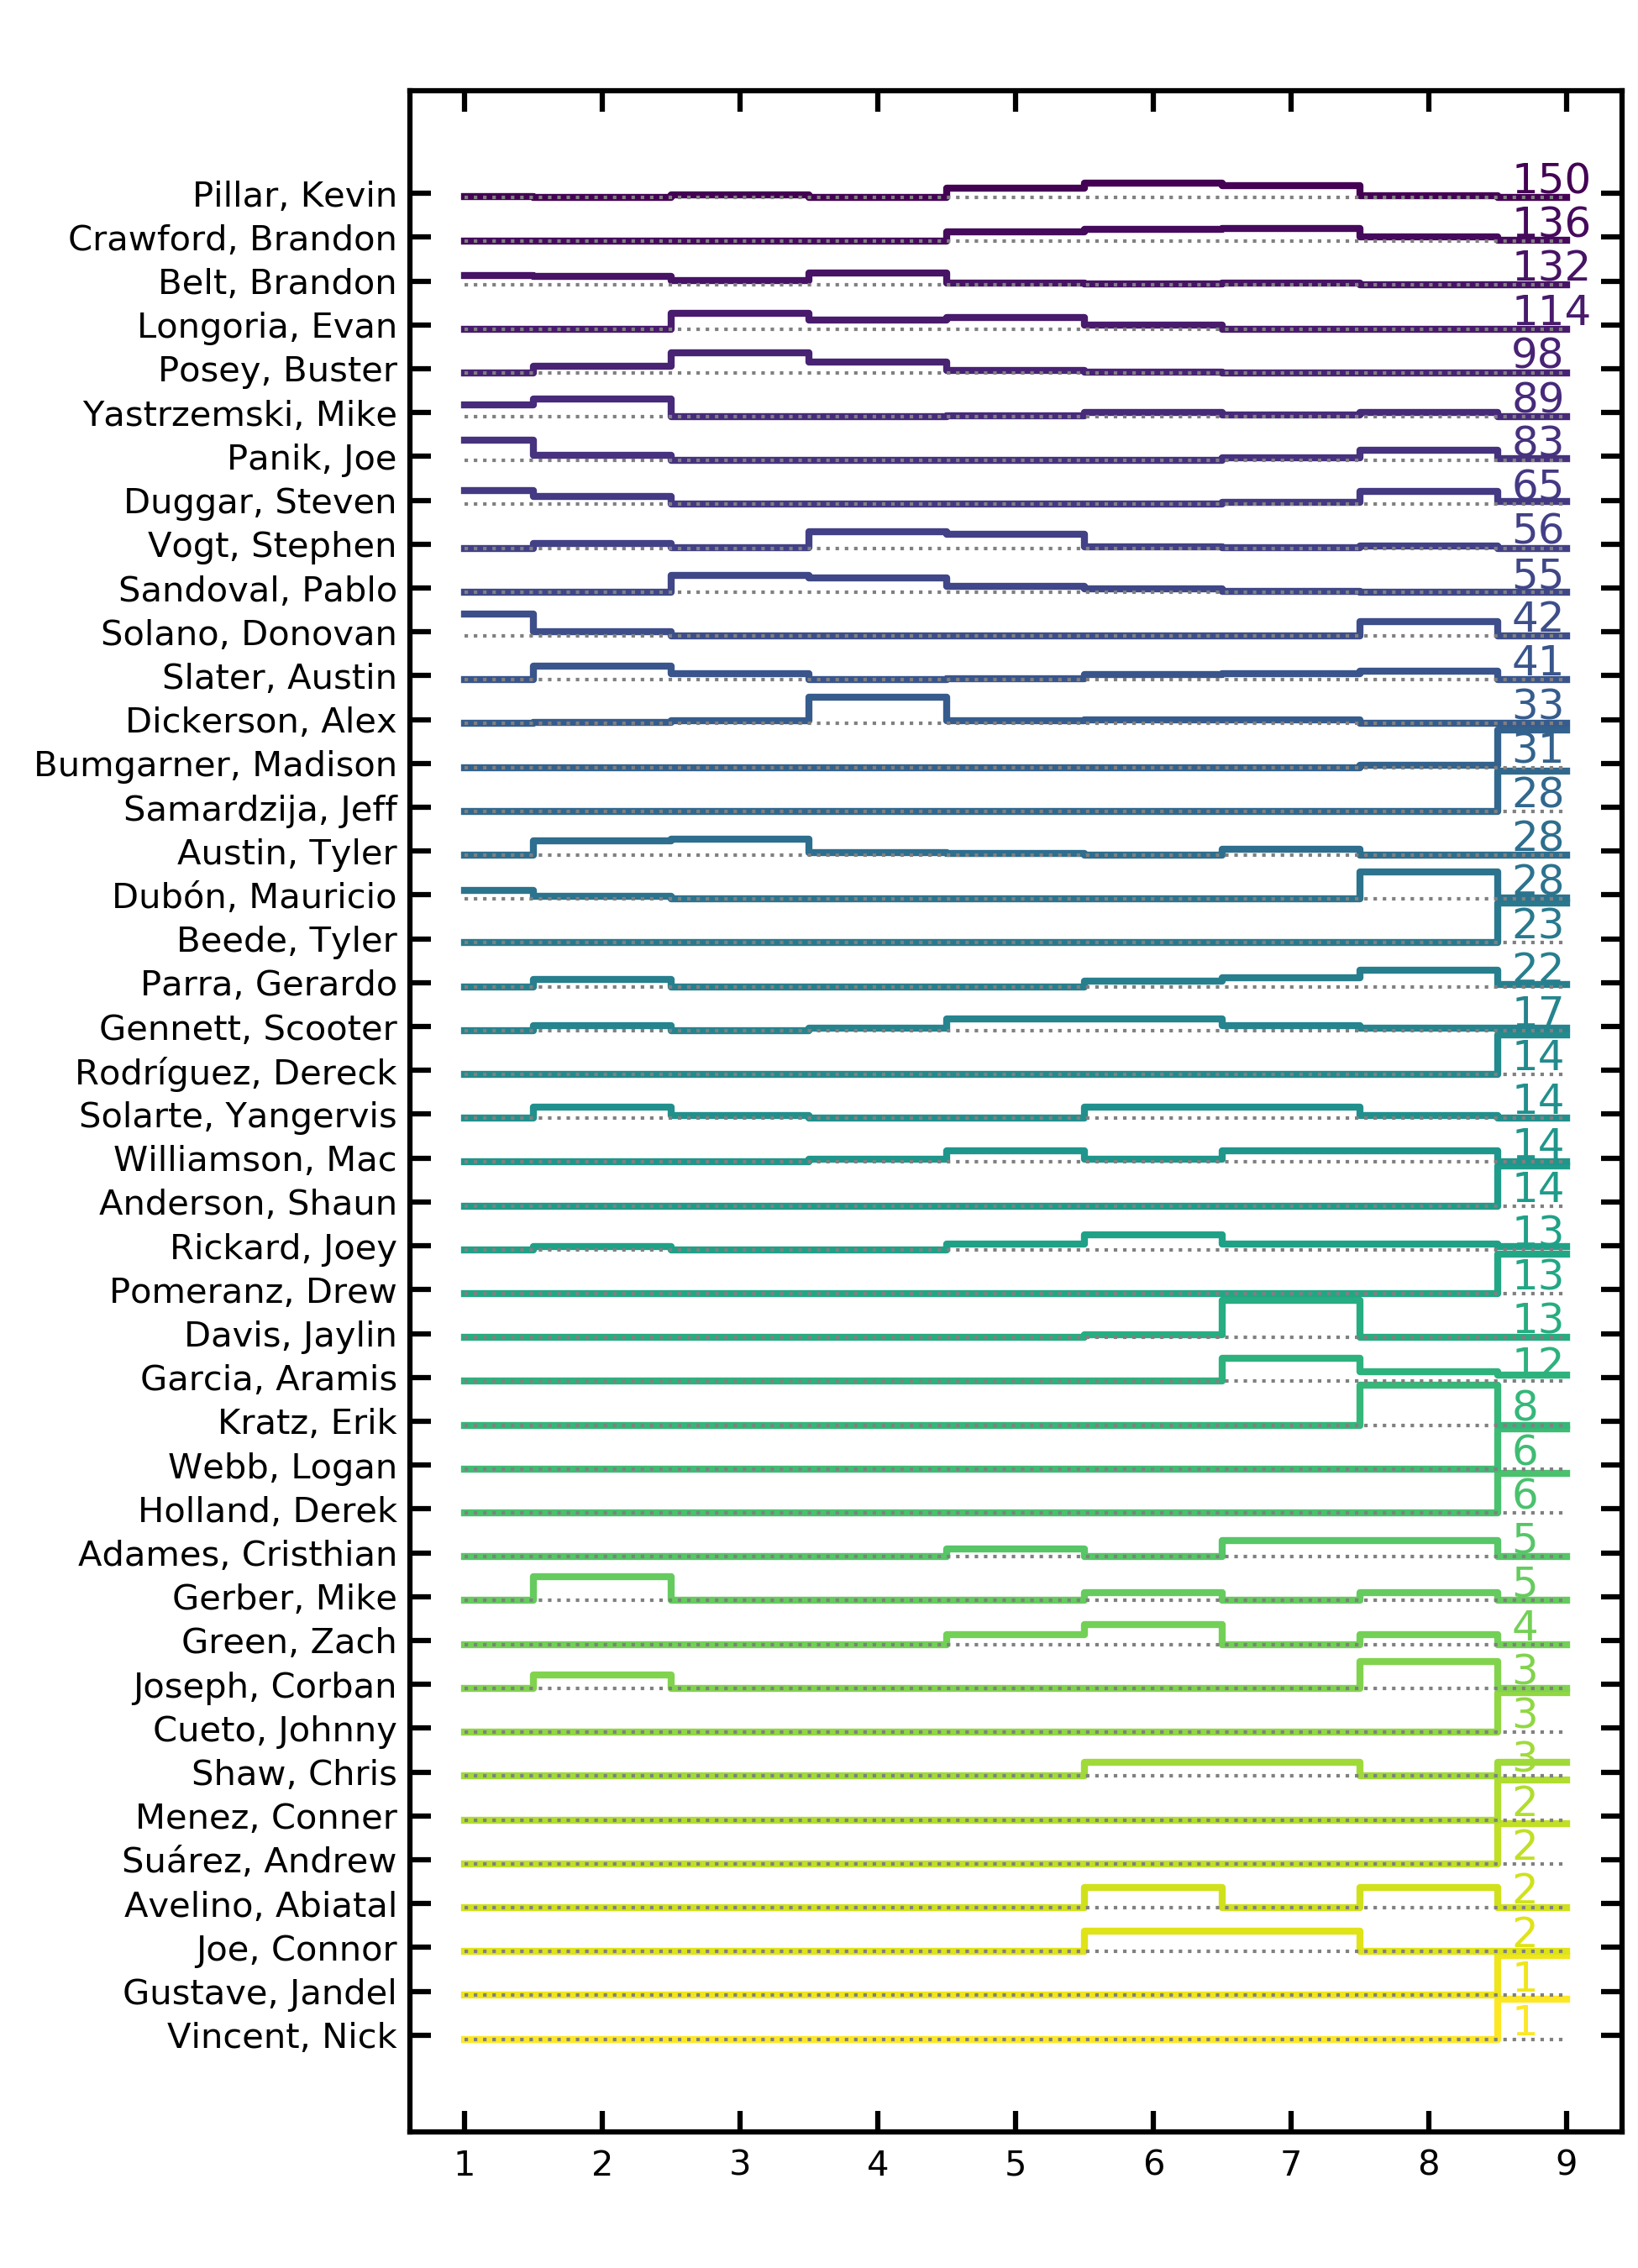 Pillar, Kevin 150
Crawford, Brandon 136
Belt, Brandon 132
Longoria, Evan 114
Posey, Buster 98
Yastrzemski, Mike 89
Panik, Joe 83
Duggar, Steven 65
Vogt, Stephen 56
Sandoval, Pablo 55
Solano, Donovan 42
Slater, Austin 41
Dickerson, Alex 33
Bumgarner, Madison 31
Samardzija, Jeff 28
Austin, Tyler 28
Dubón, Mauricio 28
Beede, Tyler 23
Parra, Gerardo 22
Gennett, Scooter 17
Rodríguez, Dereck 14
Solarte, Yangervis 14
Williamson, Mac 14
Anderson, Shaun 14
Rickard, Joey 13
Pomeranz, Drew 13
Davis, Jaylin 13
Garcia, Aramis 12
Kratz, Erik 8
Webb, Logan 6
Holland, Derek 6
Adames, Cristhian 5
Gerber, Mike 5
Green, Zach 4
Joseph, Corban 3
Cueto, Johnny 3
Shaw, Chris 3
Menez, Conner 2
Suárez, Andrew 2
Avelino, Abiatal 2
Joe, Connor 2
Gustave, Jandel 1
Vincent, Nick 1
1 2 3 4 5 6 7 8 9